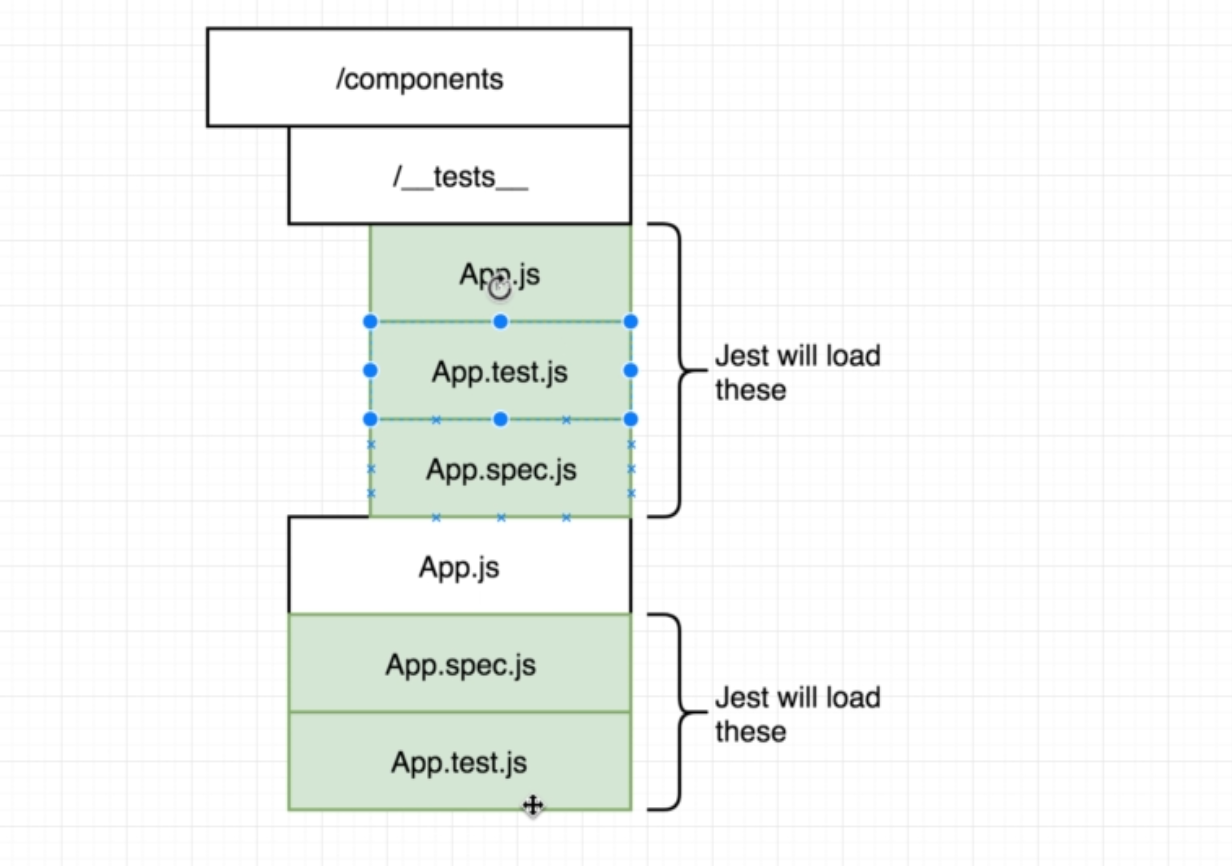 /components
/__tests__
App.js
App.test.js
Jest will load
these
App.spec.js
App.js
App.spec.js
Jest will load
these
App.test.js